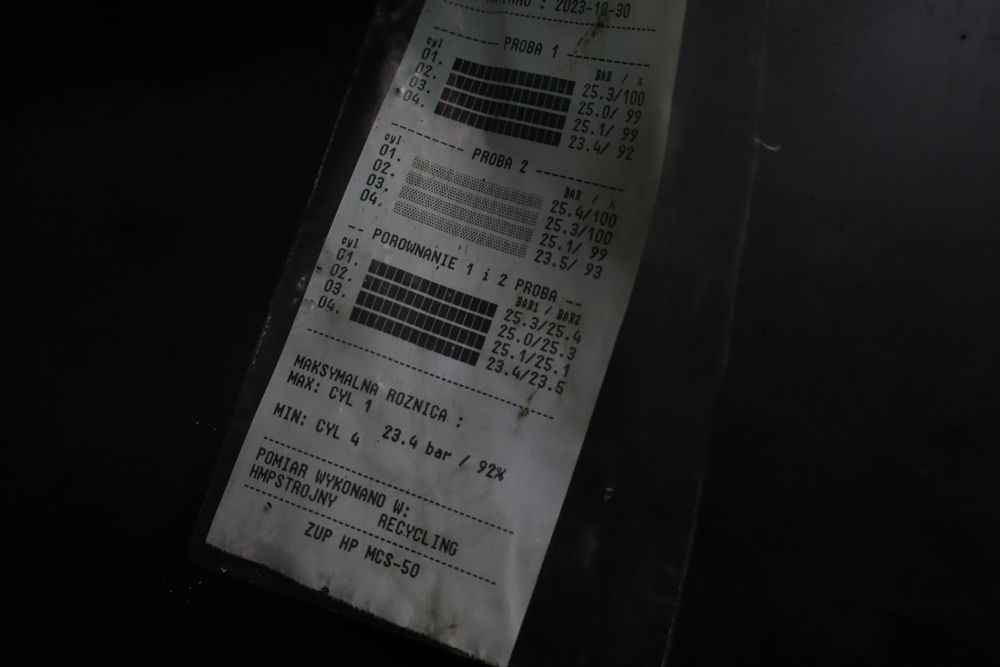 : 2023-10-30
PROBA 1
cyl BAR / %
01. 25.3/100
02. 25.0/ 99
03. 25.1/ 99
04. 23.4/ 92
PROBA 2
cyl BAR / %
01. 25.4/100
02. 25.3/100
03. 25.1/ 99
04. 23.5/ 93
-- POROWNANIE 1 i 2 PROBA --
cyl BAR1 / BAR2
01. 25.3/25.4
02. 25.0/25.3
03. 25.1/25.1
04. 23.4/23.5
MAKSYMALNA ROZNICA :
MAX: CYL 1
MIN: CYL 4 23.4 bar / 92%
POMIAR WYKONANO W:
HMPSTROJNY RECYCLING
ZUP HP MCS-50